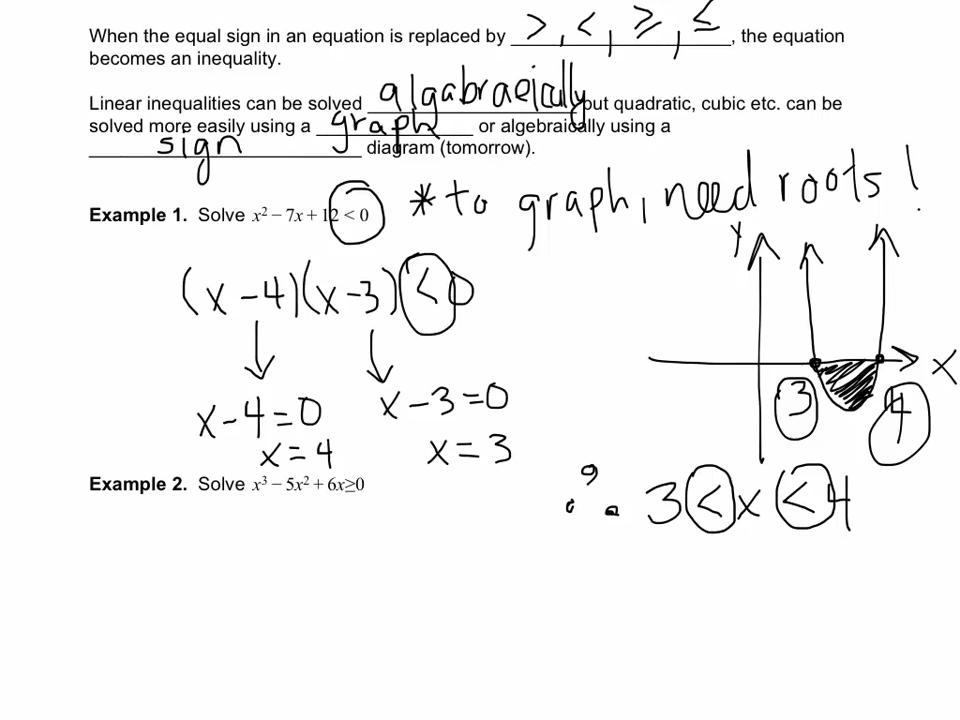 When the equal sign in an equation is replaced by >, <, ≥, ≤, the equation
becomes an inequality.
Linear inequalities can be solved algabraeically but quadratic, cubic etc. can be
solved more easily using a graph or algebraically using a
sign diagram (tomorrow).
* to graph, need roots!
Example 1. Solve x² – 7x + 12 < 0
y
(x-4)(x-3) < 0
x
3 4
x-4=0 x-3=0
x=4 x=3
Example 2. Solve x³ – 5x² + 6x≥0
∴ 3 < x < 4